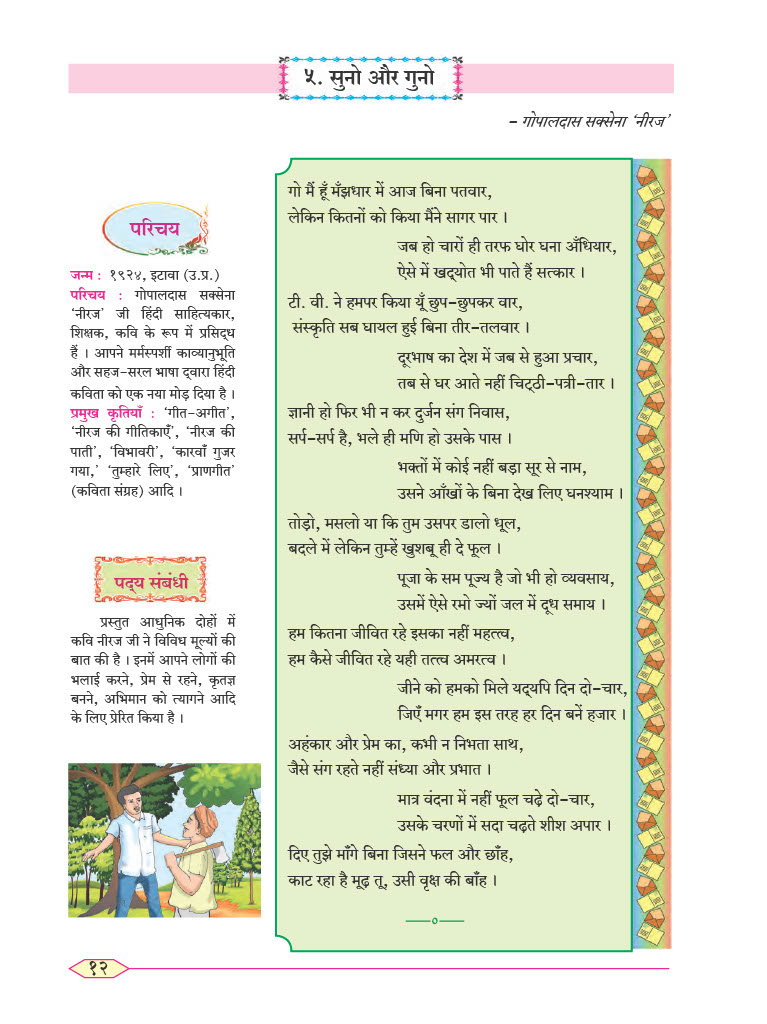 ५. सुनो और गुनो
– गोपालदास सक्सेना ‘नीरज’
परिचय
जन्म : १९२४, इटावा (उ.प्र.)
परिचय : गोपालदास सक्सेना
‘नीरज’ जी हिंदी साहित्यकार,
शिक्षक, कवि के रूप में प्रसिद्ध
हैं । आपने मर्मस्पर्शी काव्यानुभूति
और सहज-सरल भाषा द्वारा हिंदी
कविता को एक नया मोड़ दिया है ।
प्रमुख कृतियाँ : ‘गीत-अगीत’,
‘नीरज की गीतिकाएँ’, ‘नीरज की
पाती’, ‘विभावरी’, ‘कारवाँ गुजर
गया,’ ‘तुम्हारे लिए’, ‘प्राणगीत’
(कविता संग्रह) आदि ।
पद्य संबंधी
प्रस्तुत आधुनिक दोहों में
कवि नीरज जी ने विविध मूल्यों की
बात की है । इनमें आपने लोगों की
भलाई करने, प्रेम से रहने, कृतज्ञ
बनने, अभिमान को त्यागने आदि
के लिए प्रेरित किया है ।
गो मैं हूँ मँझधार में आज बिना पतवार,
लेकिन कितनों को किया मैंने सागर पार ।
जब हो चारों ही तरफ घोर घना अँधियार,
ऐसे में खद्योत भी पाते हैं सत्कार ।
टी. वी. ने हमपर किया यूँ छुप-छुपकर वार,
संस्कृति सब घायल हुई बिना तीर-तलवार ।
दूरभाष का देश में जब से हुआ प्रचार,
तब से घर आते नहीं चिट्ठी-पत्री-तार ।
ज्ञानी हो फिर भी न कर दुर्जन संग निवास,
सर्प-सर्प है, भले ही मणि हो उसके पास ।
भक्तों में कोई नहीं बड़ा सूर से नाम,
उसने आँखों के बिना देख लिए घनश्याम ।
तोड़ो, मसलो या कि तुम उसपर डालो धूल,
बदले में लेकिन तुम्हें खुशबू ही दे फूल ।
पूजा के सम पूज्य है जो भी हो व्यवसाय,
उसमें ऐसे रमो ज्यों जल में दूध समाय ।
हम कितना जीवित रहे इसका नहीं महत्त्व,
हम कैसे जीवित रहे यही तत्त्व अमरत्व ।
जीने को हमको मिले यद्यपि दिन दो-चार,
जिएँ मगर हम इस तरह हर दिन बनें हजार ।
अहंकार और प्रेम का, कभी न निभता साथ,
जैसे संग रहते नहीं संध्या और प्रभात ।
मात्र वंदना में नहीं फूल चढ़े दो-चार,
उसके चरणों में सदा चढ़ते शीश अपार ।
दिए तुझे माँगे बिना जिसने फल और छाँह,
काट रहा है मूढ़ तू, उसी वृक्ष की बाँह ।
१२